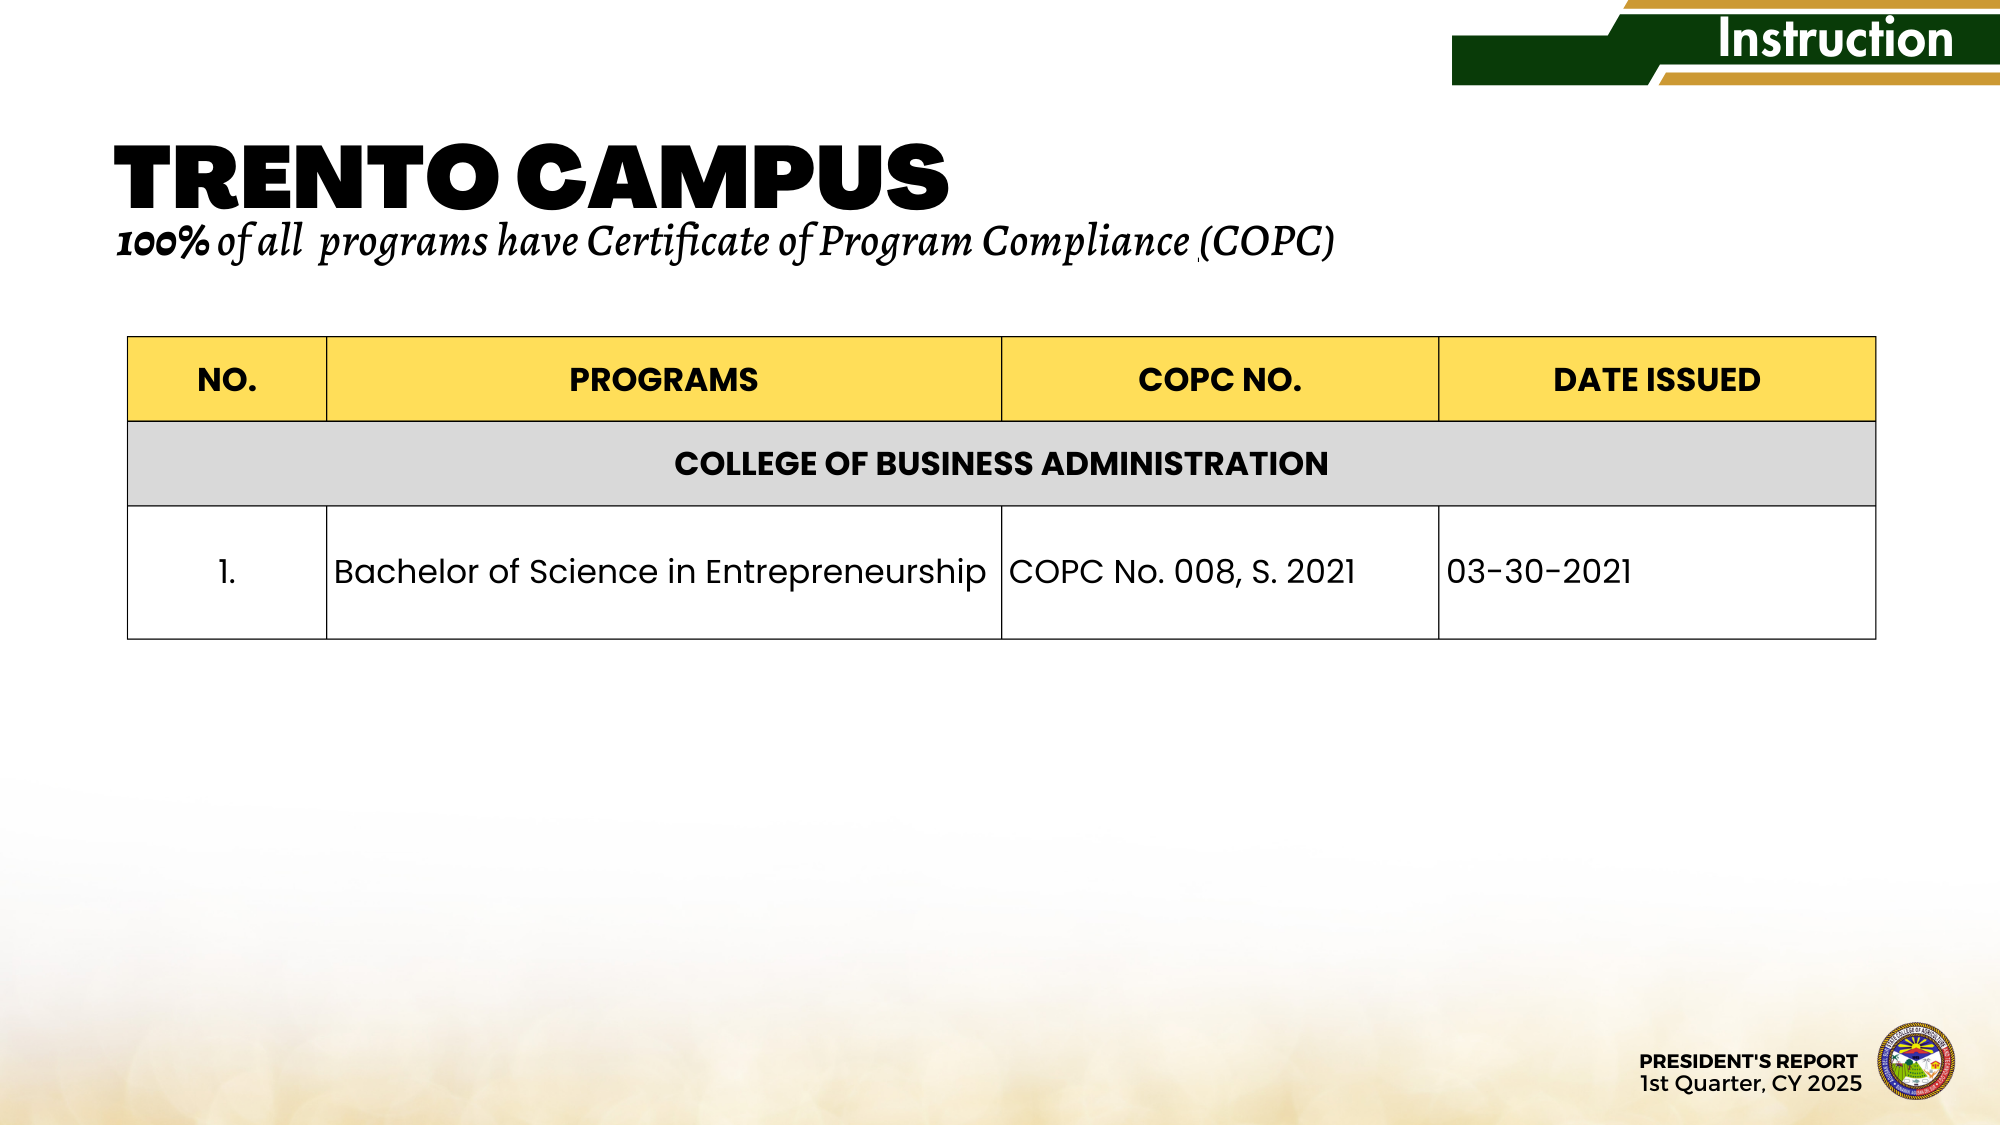 Instruction
TRENTO CAMPUS
100% of all programs have Certificate of Program Compliance (COPC)
NO. PROGRAMS COPC NO. DATE ISSUED
COLLEGE OF BUSINESS ADMINISTRATION
1. Bachelor of Science in Entrepreneurship COPC No. 008, S. 2021 03-30-2021
PRESIDENT'S REPORT
1st Quarter, CY 2025